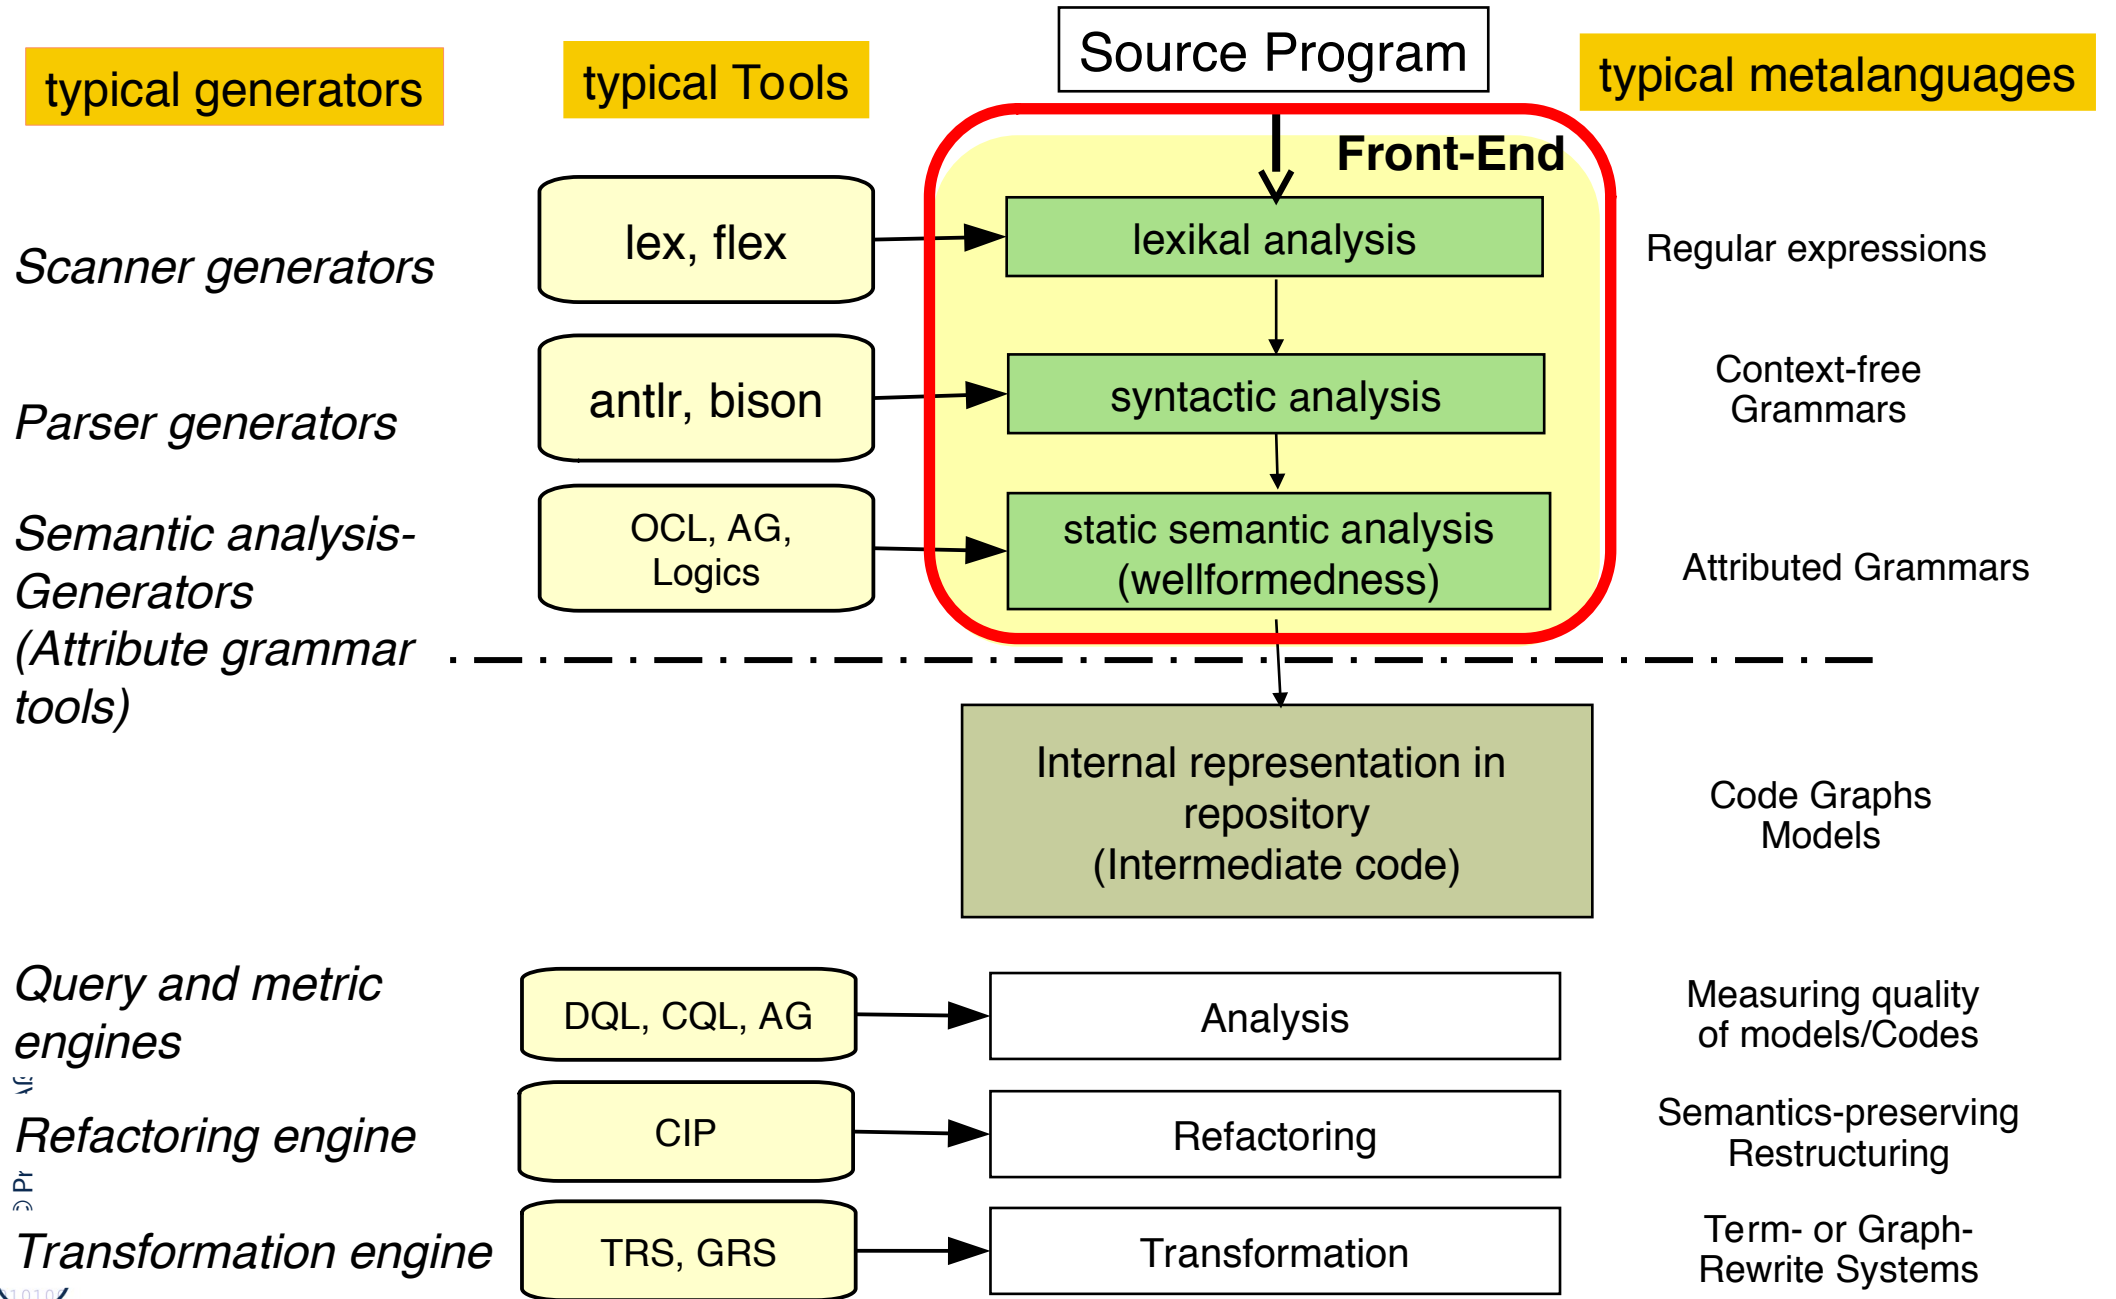 Source Program
typical generators
typical Tools
typical metalanguages
Front-End
Scanner generators
lex, flex
lexikal analysis
Regular expressions
Parser generators
antlr, bison
syntactic analysis
Context-free
Grammars
Semantic analysis-
Generators
(Attribute grammar
tools)
OCL, AG,
Logics
static semantic analysis
(wellformedness)
Attributed Grammars
Internal representation in
repository
(Intermediate code)
Code Graphs
Models
Query and metric
engines
DQL, CQL, AG
Analysis
Measuring quality
of models/Codes
Refactoring engine
CIP
Refactoring
Semantics-preserving
Restructuring
© Pr
Transformation engine
TRS, GRS
Transformation
Term- or Graph-
Rewrite Systems